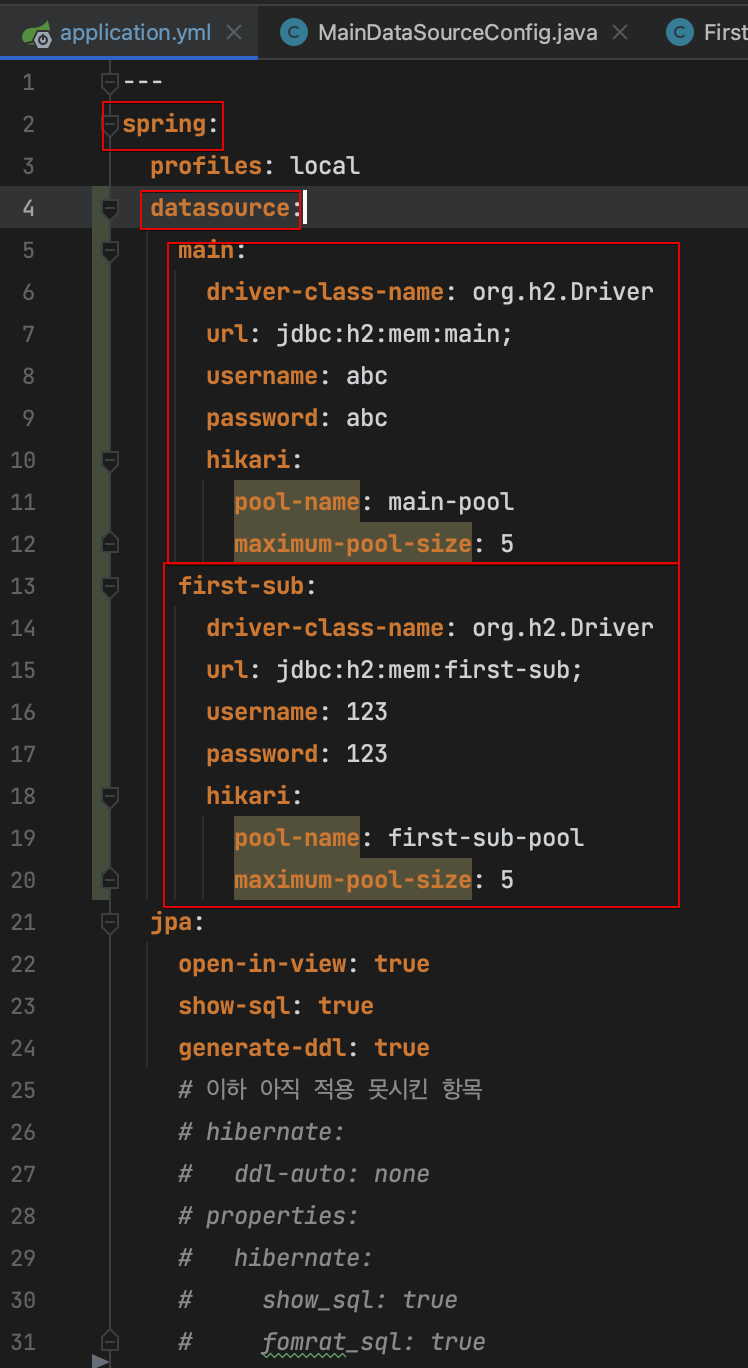 application.yml MainDataSourceConfig.java First
1 ---
2 spring:
3   profiles: local
4   datasource:
5     main:
6       driver-class-name: org.h2.Driver
7       url: jdbc:h2:mem:main;
8       username: abc
9       password: abc
10       hikari:
11         pool-name: main-pool
12         maximum-pool-size: 5
13     first-sub:
14       driver-class-name: org.h2.Driver
15       url: jdbc:h2:mem:first-sub;
16       username: 123
17       password: 123
18       hikari:
19         pool-name: first-sub-pool
20         maximum-pool-size: 5
21   jpa:
22     open-in-view: true
23     show-sql: true
24     generate-ddl: true
25     # 이하 아직 적용 못시킨 항목
26     # hibernate:
27     #   ddl-auto: none
28     # properties:
29     #   hibernate:
30     #     show_sql: true
31     #     fomrat_sql: true